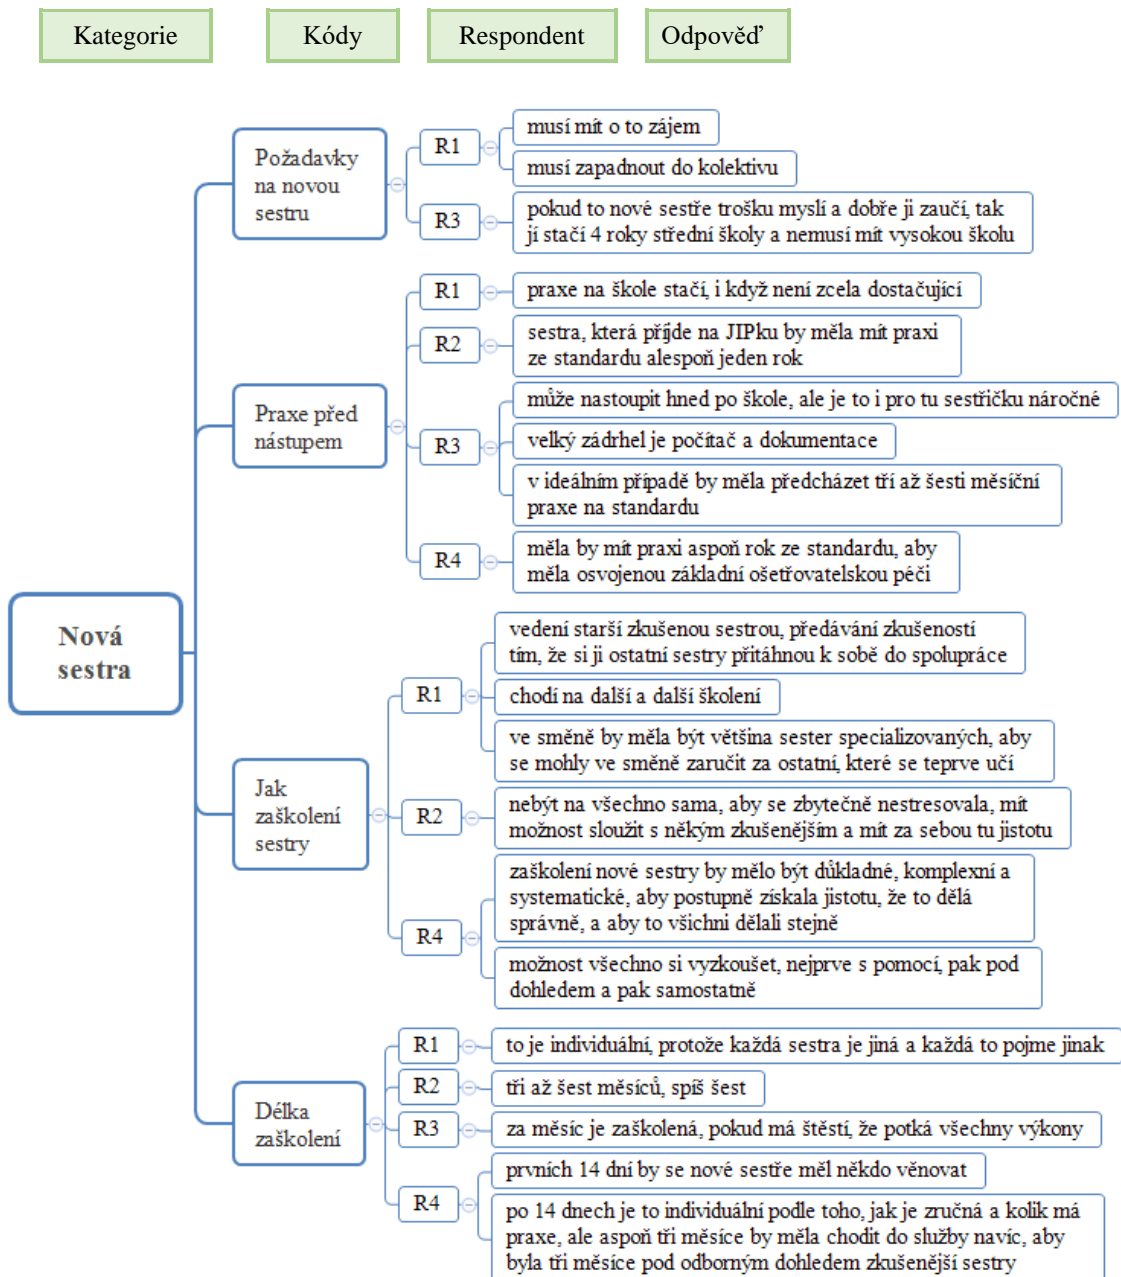 Kategorie
Kódy
Respondent
Odpověď
Nová
sestra
Požadavky
na novou
sestru
R1
musí mít o to zájem
musí zapadnout do kolektivu
R3
pokud to nové sestře trošku myslí a dobře ji zaučí, tak
jí stačí 4 roky střední školy a nemusí mít vysokou školu
Praxe před
nástupem
R1
praxe na škole stačí, i když není zcela dostačující
R2
sestra, která příjde na JIPku by měla mít praxi
ze standardu alespoň jeden rok
R3
může nastoupit hned po škole, ale je to i pro tu sestřičku náročné
velký zádrhel je počítač a dokumentace
v ideálním případě by měla předcházet tří až šesti měsíční
praxe na standardu
R4
měla by mít praxi aspoň rok ze standardu, aby
měla osvojenou základní ošetřovatelskou péči
Jak
zaškolení
sestry
R1
vedení starší zkušenou sestrou, předávání zkušeností
tím, že si ji ostatní sestry přitáhnou k sobě do spolupráce
chodí na další a další školení
ve směně by měla být většina sester specializovaných, aby
se mohly ve směně zaručit za ostatní, které se teprve učí
R2
nebýt na všechno sama, aby se zbytečně nestresovala, mít
možnost sloužit s někým zkušenějším a mít za sebou tu jistotu
R4
zaškolení nové sestry by mělo být důkladné, komplexní a
systematické, aby postupně získala jistotu, že to dělá
správně, a aby to všichni dělali stejně
možnost všechno si vyzkoušet, nejprve s pomocí, pak pod
dohledem a pak samostatně
Délka
zaškolení
R1
to je individuální, protože každá sestra je jiná a každá to pojme jinak
R2
tři až šest měsíců, spíš šest
R3
za měsíc je zaškolená, pokud má štěstí, že potká všechny výkony
R4
prvních 14 dní by se nové sestře měl někdo věnovat
po 14 dnech je to individuální podle toho, jak je zručná a kolik má
praxe, ale aspoň tři měsíce by měla chodit do služby navíc, aby
byla tři měsíce pod odborným dohledem zkušenější sestry